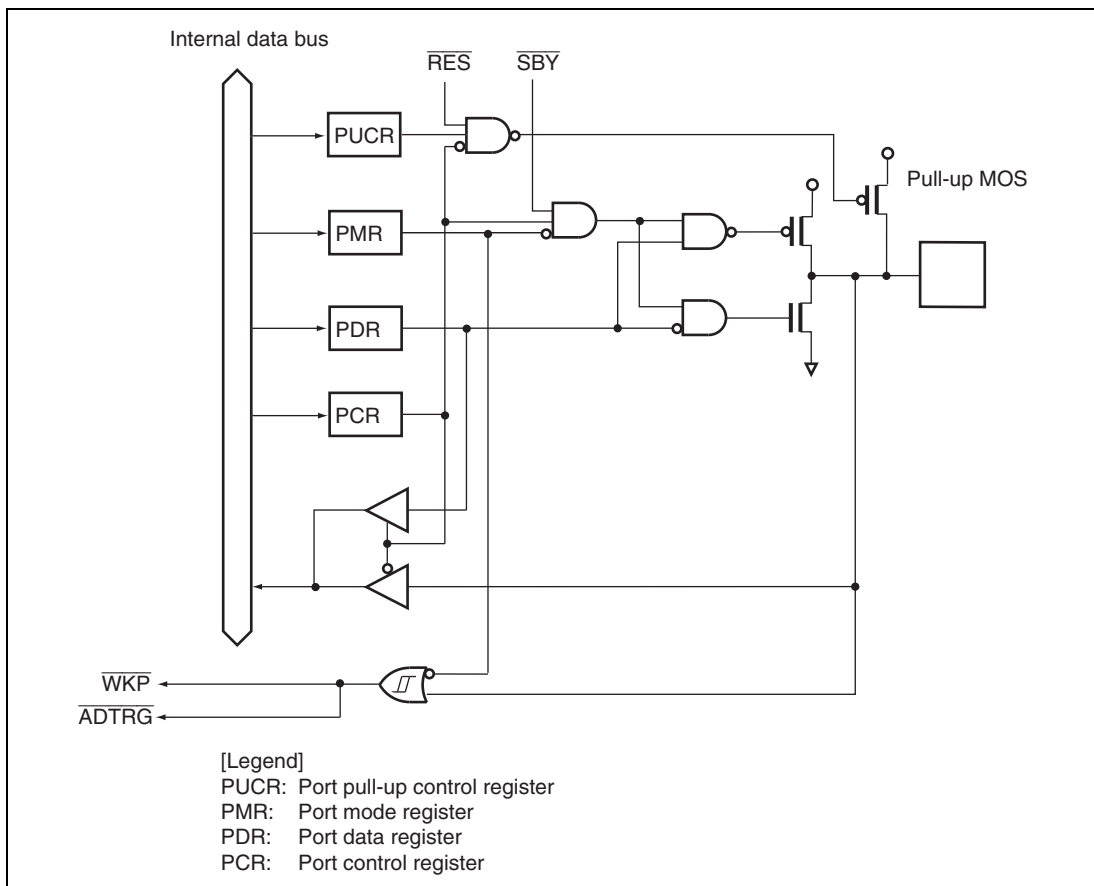 Internal data bus
RES
SBY
PUCR
Pull-up MOS
PMR
PDR
PCR
WKP
ADTRG
[Legend]
PUCR: Port pull-up control register
PMR: Port mode register
PDR: Port data register
PCR: Port control register